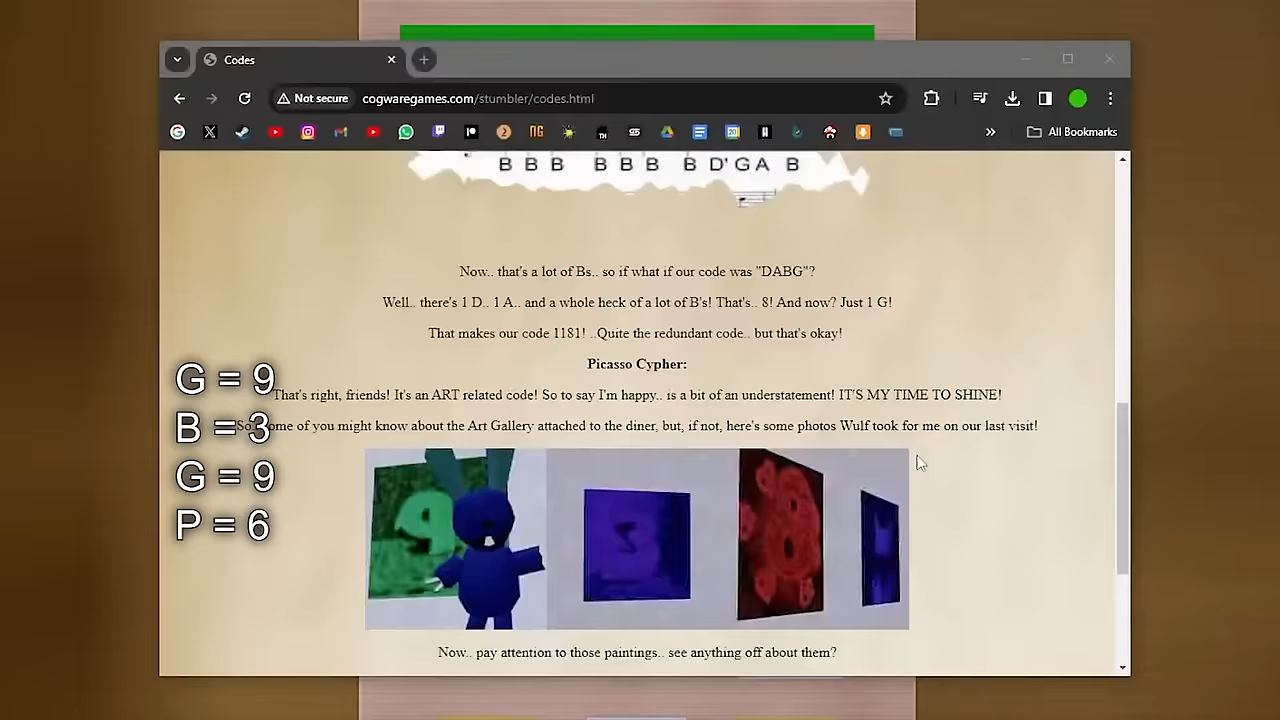 Codes
Not secure
cogwaregames.com/stumbler/codes.html
All Bookmarks
B B B B B B B D' G A B
Now.. that's a lot of Bs.. so if what if our code was "DABG"?
Well.. there's 1 D.. 1 A.. and a whole heck of a lot of B's! That's.. 8! And now? Just 1 G!
That makes our code 1181! ..Quite the redundant code.. but that's okay!
Picasso Cypher:
G = 9
That's right, friends! It's an ART related code! So to say I'm happy.. is a bit of an understatement! IT'S MY TIME TO SHINE!
B = 3
some of you might know about the Art Gallery attached to the diner, but, if not, here's some photos Wulf took for me on our last visit!
G = 9
P = 6
9
3
Now.. pay attention to those paintings.. see anything off about them?